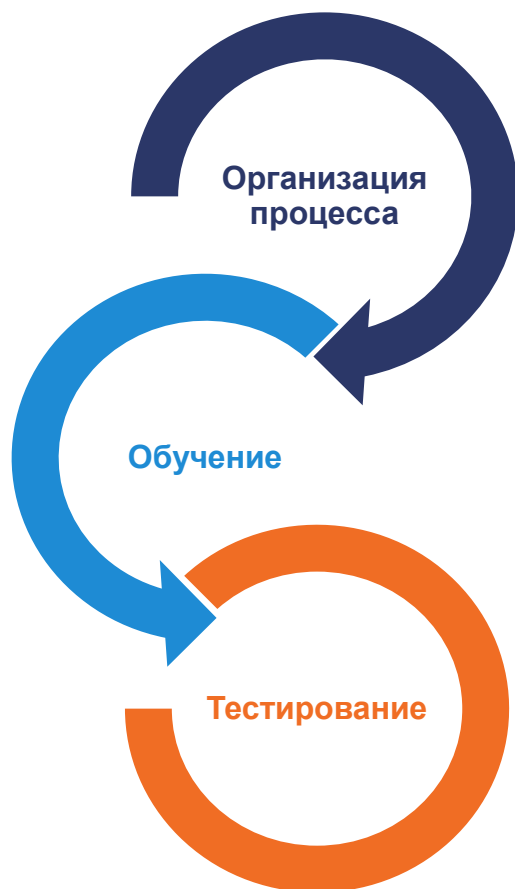 Организация
процесса
Обучение
Тестирование